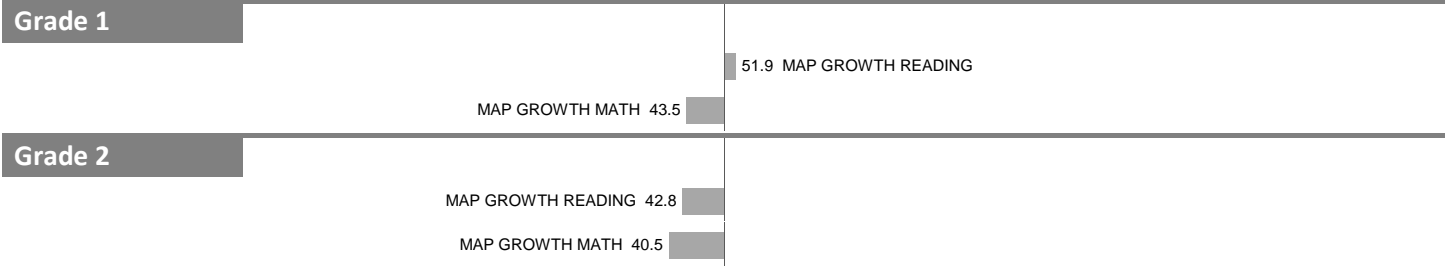 Grade 1
51.9 MAP GROWTH READING
MAP GROWTH MATH 43.5
Grade 2
MAP GROWTH READING 42.8
MAP GROWTH MATH 40.5